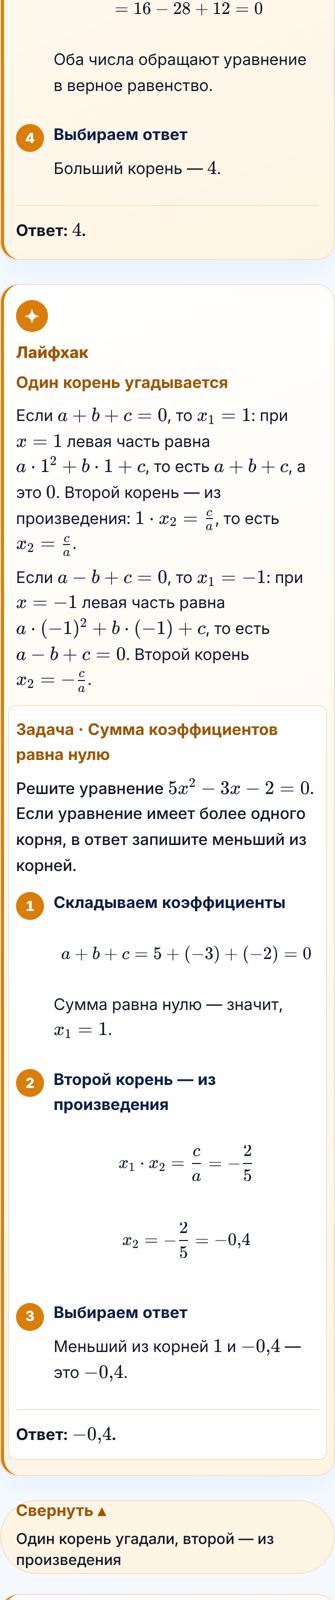 = 16 − 28 + 12 = 0
Оба числа обращают уравнение
в верное равенство.
4 Выбираем ответ
Больший корень — 4.
Ответ: 4.
Лайфхак
Один корень угадывается
Если a + b + c = 0, то x₁ = 1: при
x = 1 левая часть равна
a · 1² + b · 1 + c, то есть a + b + c, а
это 0. Второй корень — из
произведения: 1 · x₂ = c/a, то есть
x₂ = c/a.
Если a − b + c = 0, то x₁ = −1: при
x = −1 левая часть равна
a · (−1)² + b · (−1) + c, то есть
a − b + c = 0. Второй корень
x₂ = −c/a.
Задача · Сумма коэффициентов
равна нулю
Решите уравнение 5x² − 3x − 2 = 0.
Если уравнение имеет более одного
корня, в ответ запишите меньший из
корней.
1 Складываем коэффициенты
a + b + c = 5 + (−3) + (−2) = 0
Сумма равна нулю — значит,
x₁ = 1.
2 Второй корень — из
произведения
x₁ · x₂ = c/a = −2/5
x₂ = −2/5 = −0,4
3 Выбираем ответ
Меньший из корней 1 и −0,4 —
это −0,4.
Ответ: −0,4.
Свернуть ▴
Один корень угадали, второй — из
произведения